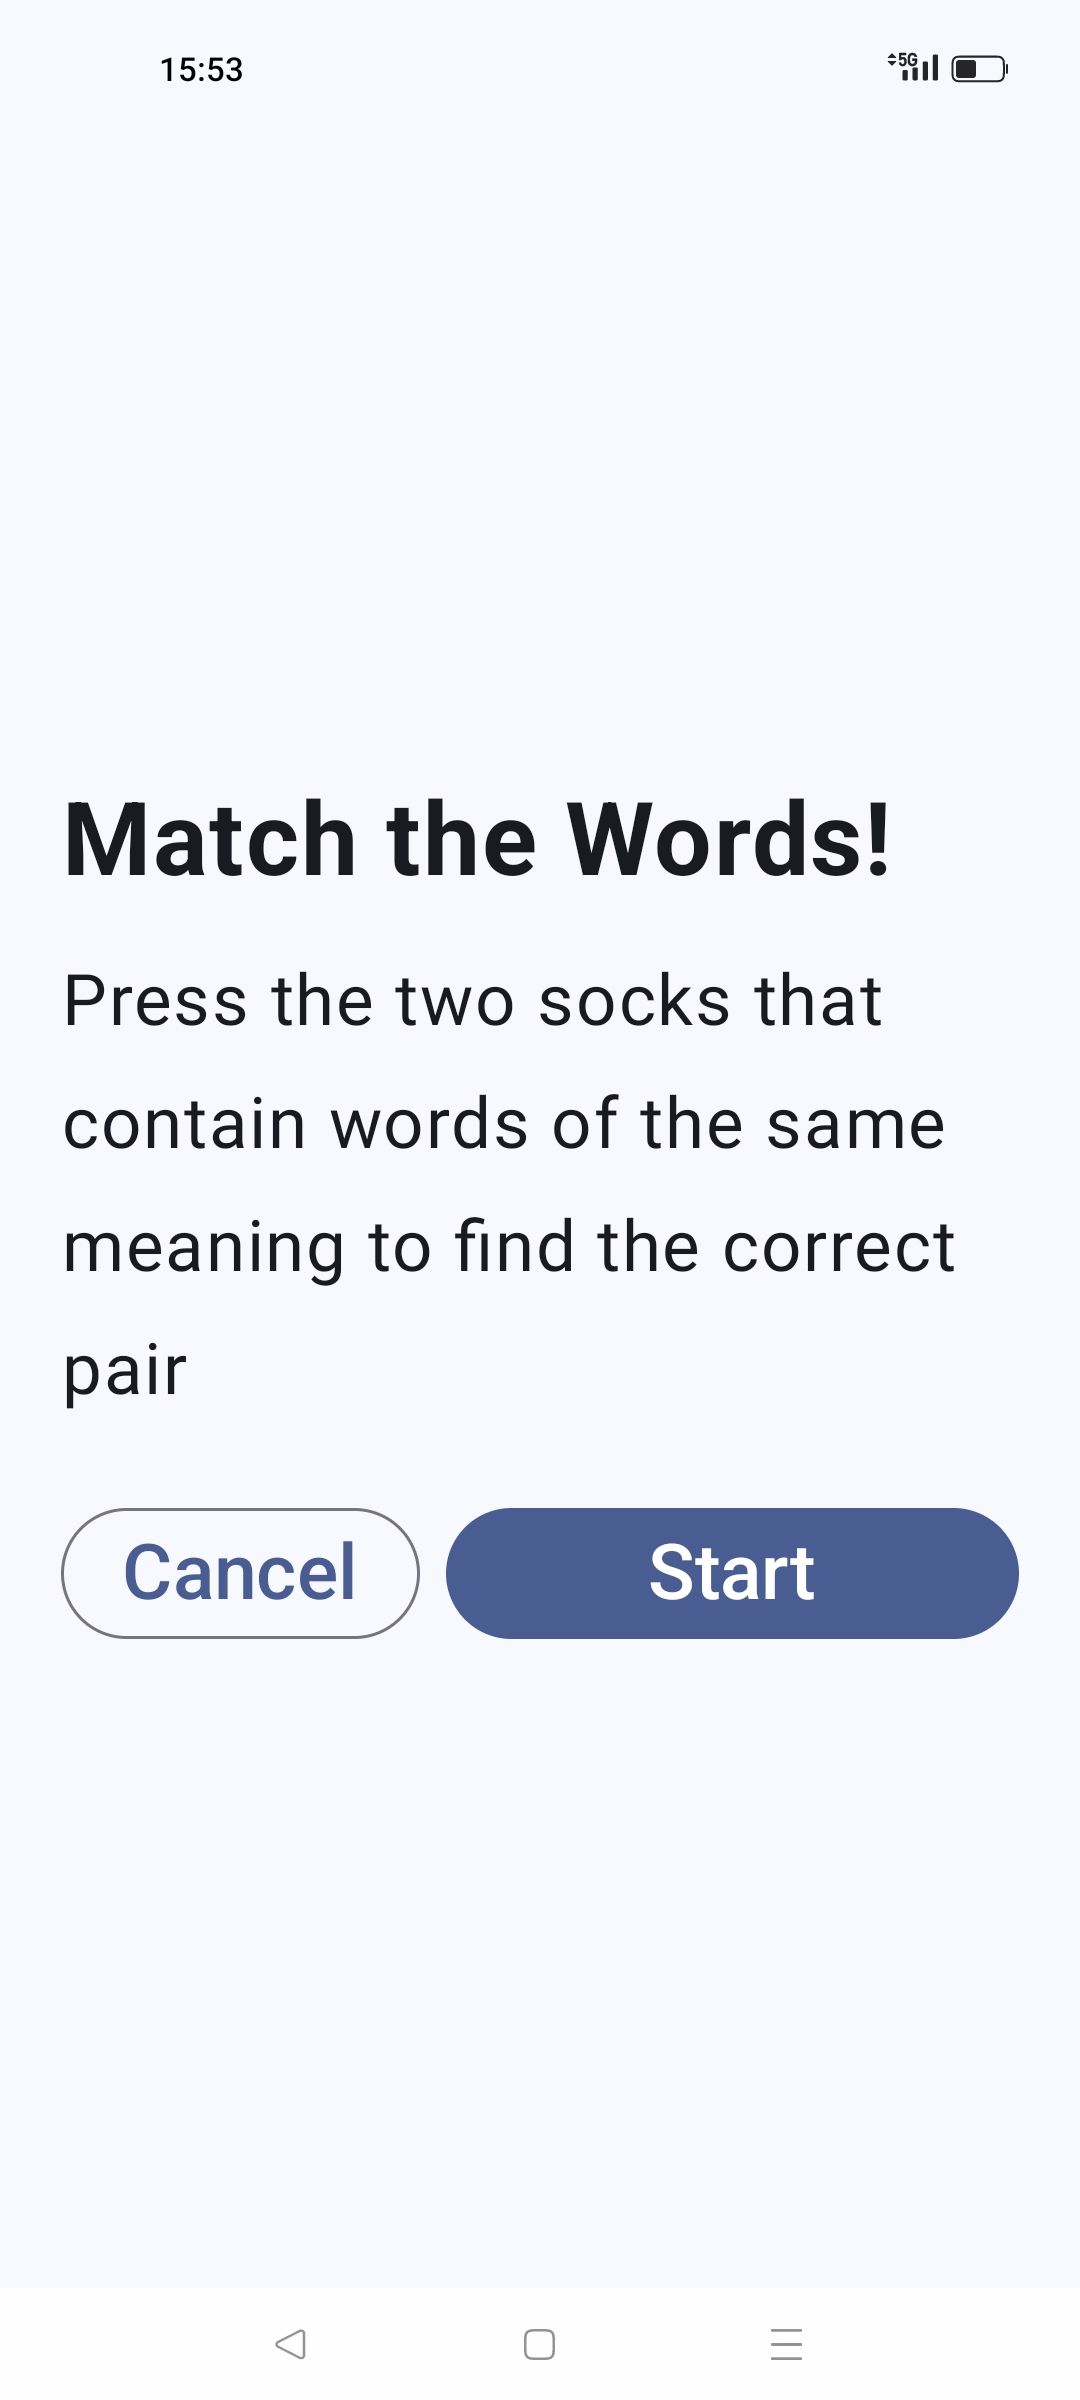 15:53
5G
Match the Words!
Press the two socks that
contain words of the same
meaning to find the correct
pair
Cancel
Start